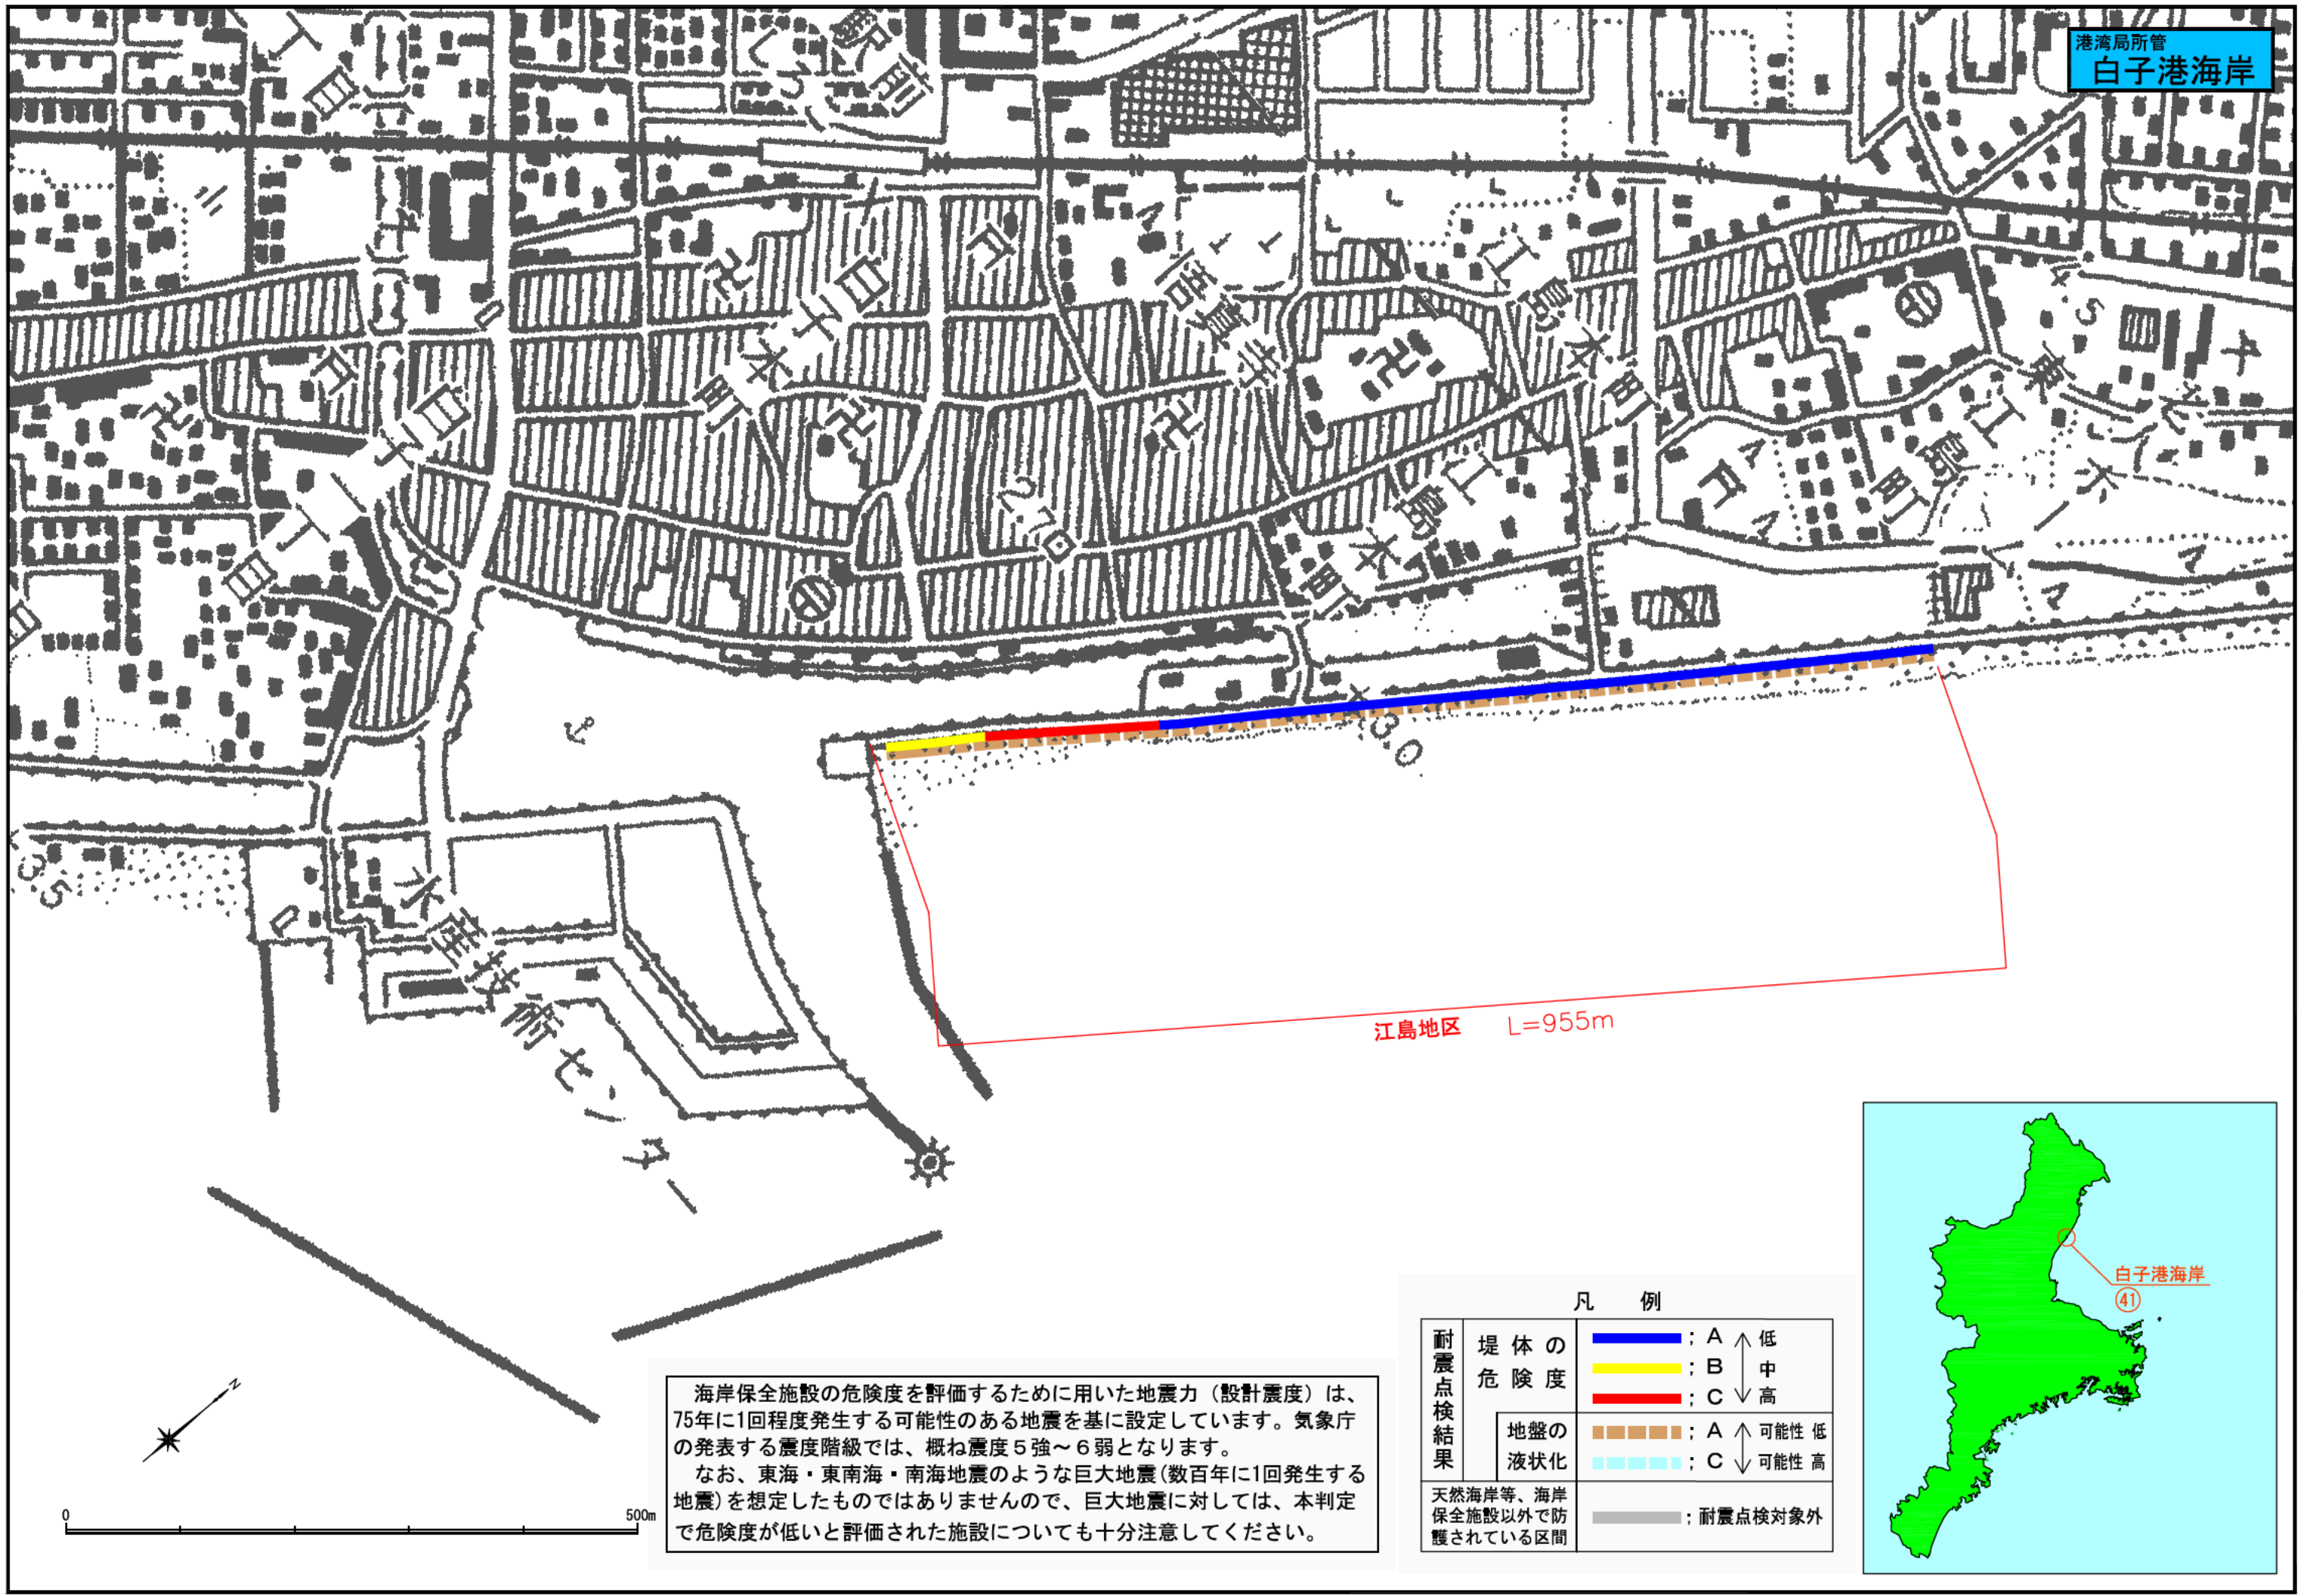 港湾局所管
白子港海岸
駅前
江島本町
白子本町
悟真寺
東江島町
江島本町
2.7
4.5
3.0
3.5
水産技術センター
江島地区 L=955m
白子港海岸
41
N
0 500m
海岸保全施設の危険度を評価するために用いた地震力（設計震度）は、
75年に1回程度発生する可能性のある地震を基に設定しています。気象庁
の発表する震度階級では、概ね震度５強～６弱となります。
なお、東海・東南海・南海地震のような巨大地震(数百年に1回発生する
地震)を想定したものではありませんので、巨大地震に対しては、本判定
で危険度が低いと評価された施設についても十分注意してください。
凡 例
耐震点検結果
堤体の
危険度
; A 低
; B 中
; C 高
地盤の
液状化
; A 可能性 低
; C 可能性 高
天然海岸等、海岸
保全施設以外で防
護されている区間
; 耐震点検対象外